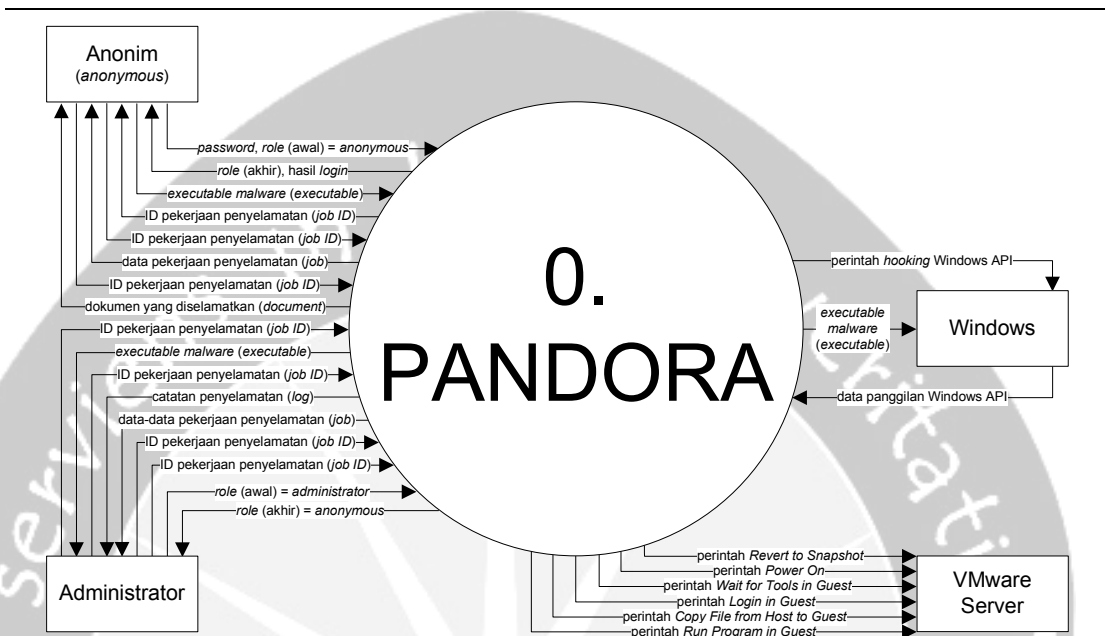 Anonim
(anonymous)
password, role (awal) = anonymous
role (akhir), hasil login
executable malware (executable)
ID pekerjaan penyelamatan (job ID)
ID pekerjaan penyelamatan (job ID)
data pekerjaan penyelamatan (job)
ID pekerjaan penyelamatan (job ID)
dokumen yang diselamatkan (document)
ID pekerjaan penyelamatan (job ID)
executable malware (executable)
ID pekerjaan penyelamatan (job ID)
catatan penyelamatan (log)
data-data pekerjaan penyelamatan (job)
ID pekerjaan penyelamatan (job ID)
ID pekerjaan penyelamatan (job ID)
role (awal) = administrator
role (akhir) = anonymous
Administrator
0.
PANDORA
perintah hooking Windows API
executable
malware
(executable)
Windows
data panggilan Windows API
perintah Revert to Snapshot
perintah Power On
perintah Wait for Tools in Guest
perintah Login in Guest
perintah Copy File from Host to Guest
perintah Run Program in Guest
VMware
Server